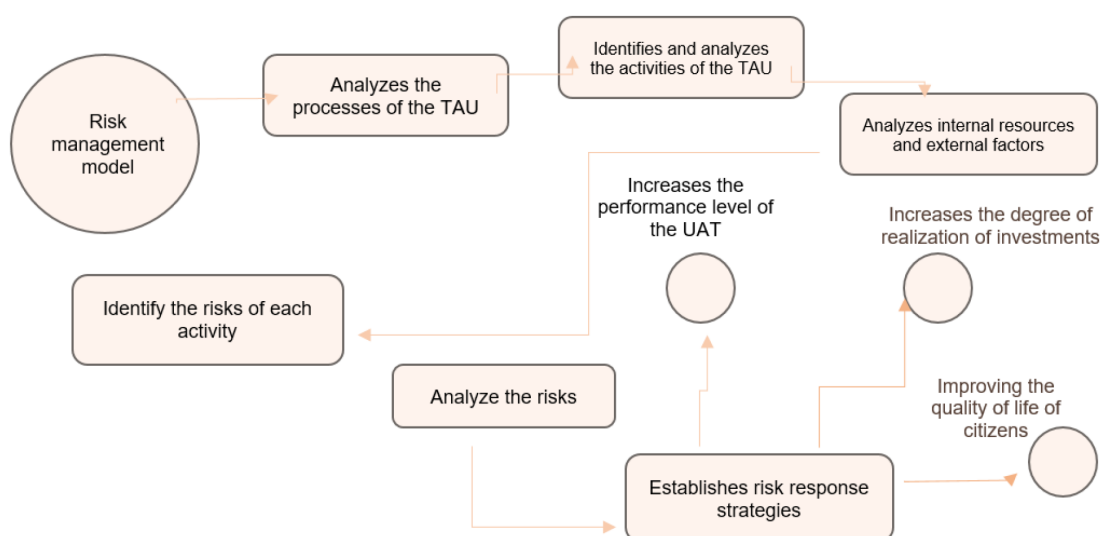 Risk
management
model
Analyzes the
processes of the TAU
Identifies and analyzes
the activities of the TAU
Analyzes internal resources
and external factors
Increases the
performance level of
the UAT
Increases the degree of
realization of investments
Identify the risks of each
activity
Analyze the risks
Improving the
quality of life of
citizens
Establishes risk response
strategies